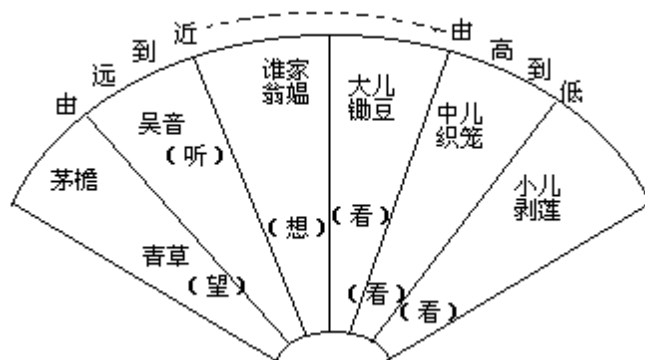 由远到近
由高到低
茅檐
青草
（望）
吴音
（听）
谁家
翁媪
（想）
大儿
锄豆
（看）
中儿
织笼
（看）
小儿
剥莲
（看）